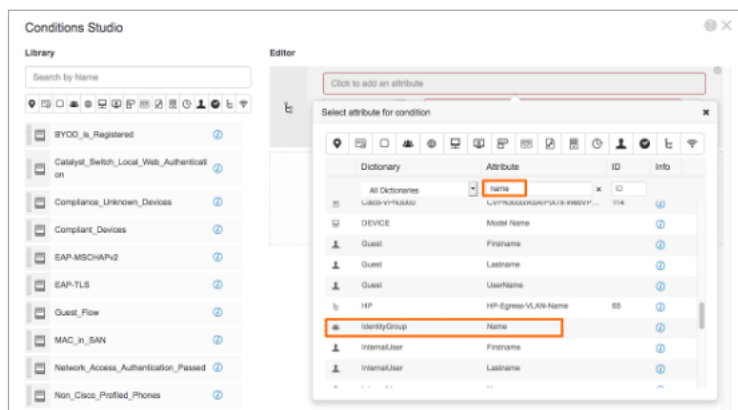 Conditions Studio
Library
Editor
Search by Name
Click to add an attribute
Select attribute for condition
Dictionary Attribute ID Info
All Dictionaries name ID
Cisco-VPN3000 114
DEVICE Model Name
Guest Firstname
Guest Lastname
Guest UserName
HP HP-Egress-VLAN-Name 65
IdentityGroup Name
InternalUser Firstname
InternalUser Lastname
BYOD_is_Registered
Catalyst_Switch_Local_Web_Authenticati
on
Compliance_Unknown_Devices
Compliant_Devices
EAP-MSCHAPv2
EAP-TLS
Guest_Flow
MAC_in_SAN
Network_Access_Authentication_Passed
Non_Cisco_Profiled_Phones